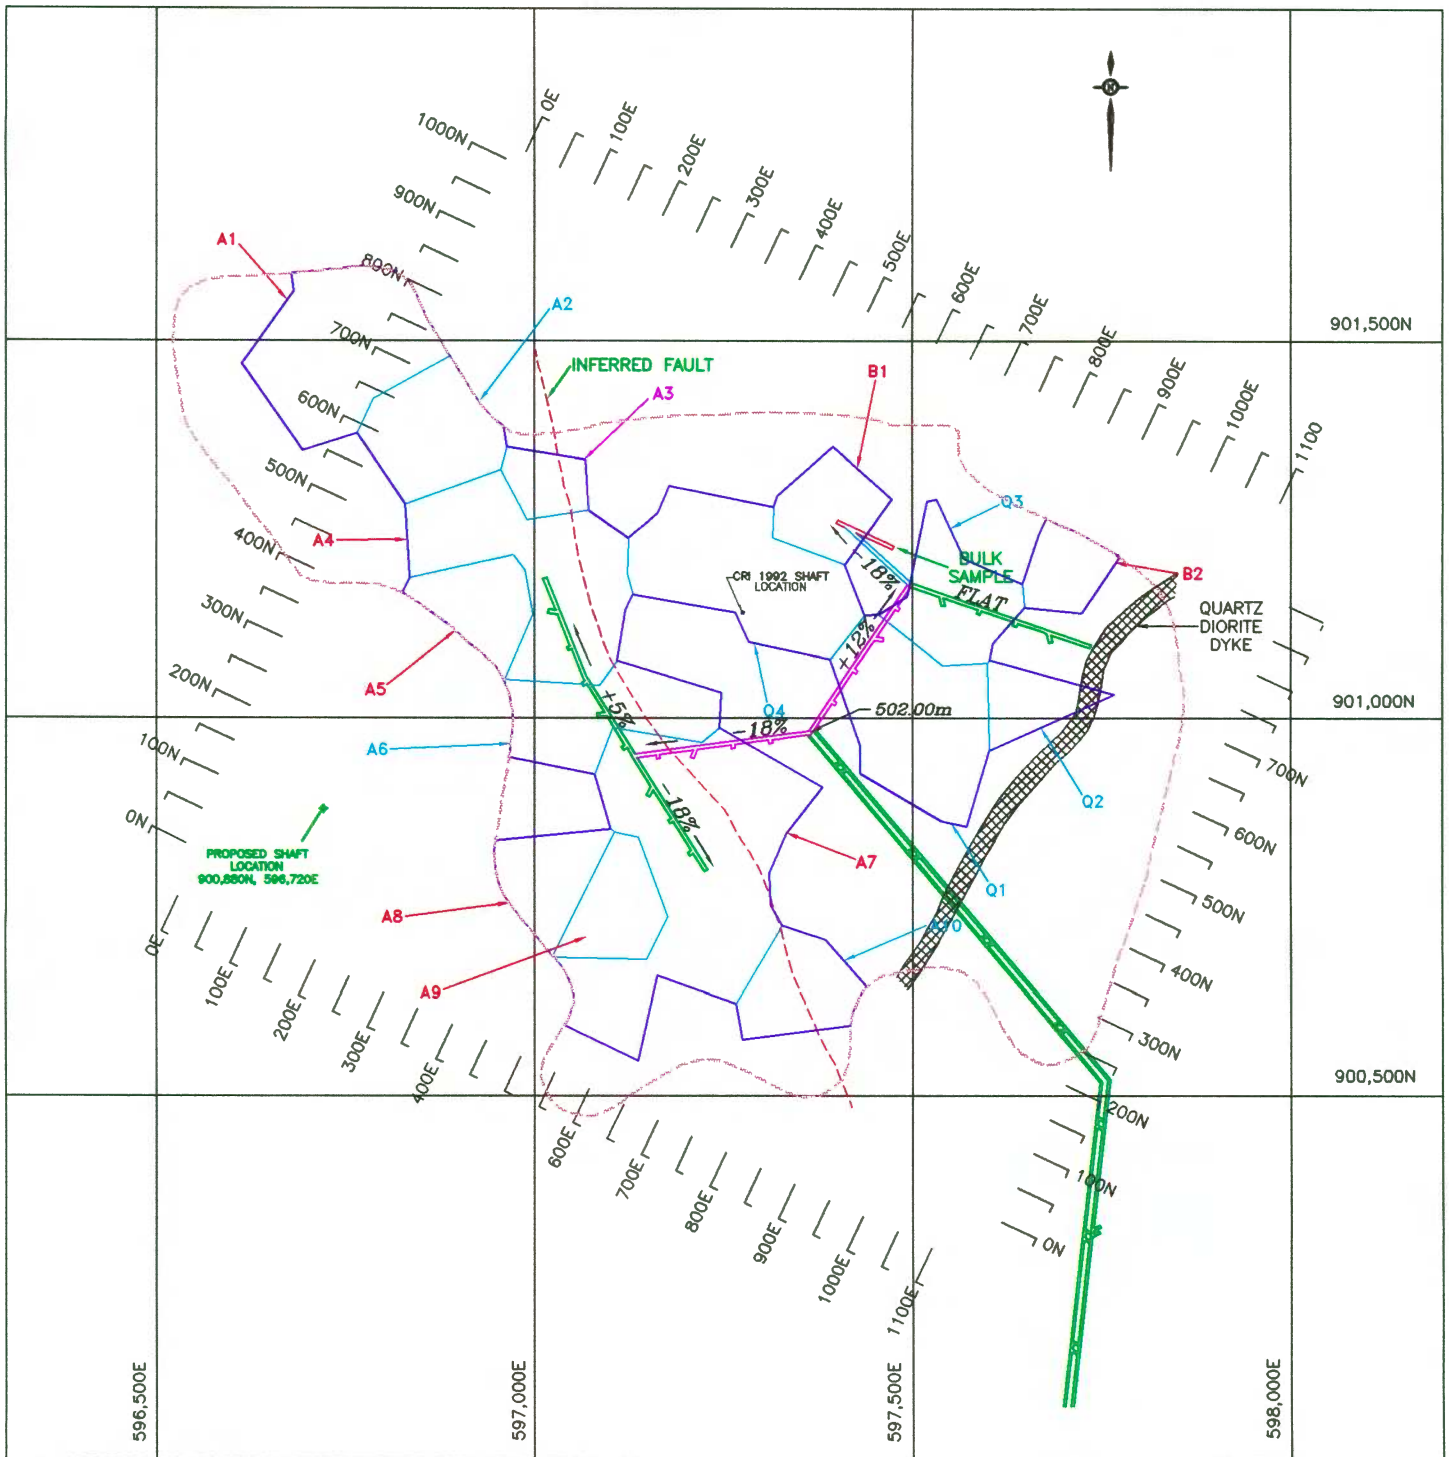 1000N
0E
100E
200E
300E
400E
500E
600E
700E
800E
900E
1000E
1100
900N
800N
700N
600N
500N
400N
300N
200N
100N
0N
901,500N
A1
A2
INFERRED FAULT
A3
B1
A4
Q3
BULK
SAMPLE
B2
CRI 1992 SHAFT
LOCATION
-18%
FLAT
QUARTZ
DIORITE
DYKE
+12%
A5
Q4
502.00m
901,000N
+5%
-18%
A6
-18%
Q2
700N
600N
500N
400N
300N
200N
100N
0N
PROPOSED SHAFT
LOCATION
900,880N, 596,720E
A7
Q1
A8
A10
A9
0E
100E
200E
300E
400E
600E
700E
800E
900E
1000E
1100E
900,500N
596,500E
597,000E
597,500E
598,000E